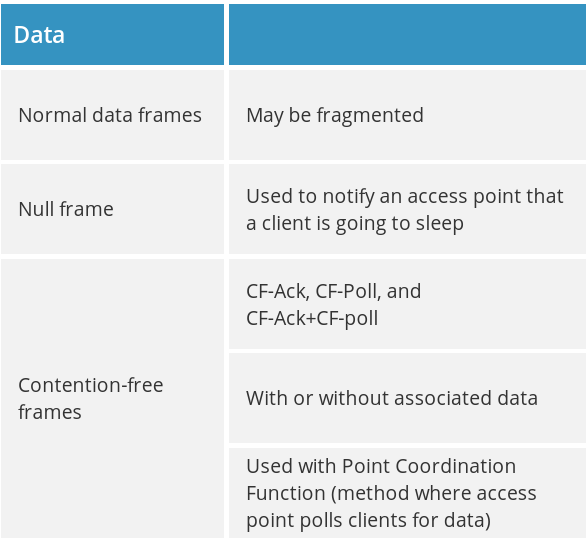 Data
Normal data frames
May be fragmented
Null frame
Used to notify an access point that
a client is going to sleep
Contention-free
frames
CF-Ack, CF-Poll, and
CF-Ack+CF-poll
With or without associated data
Used with Point Coordination
Function (method where access
point polls clients for data)